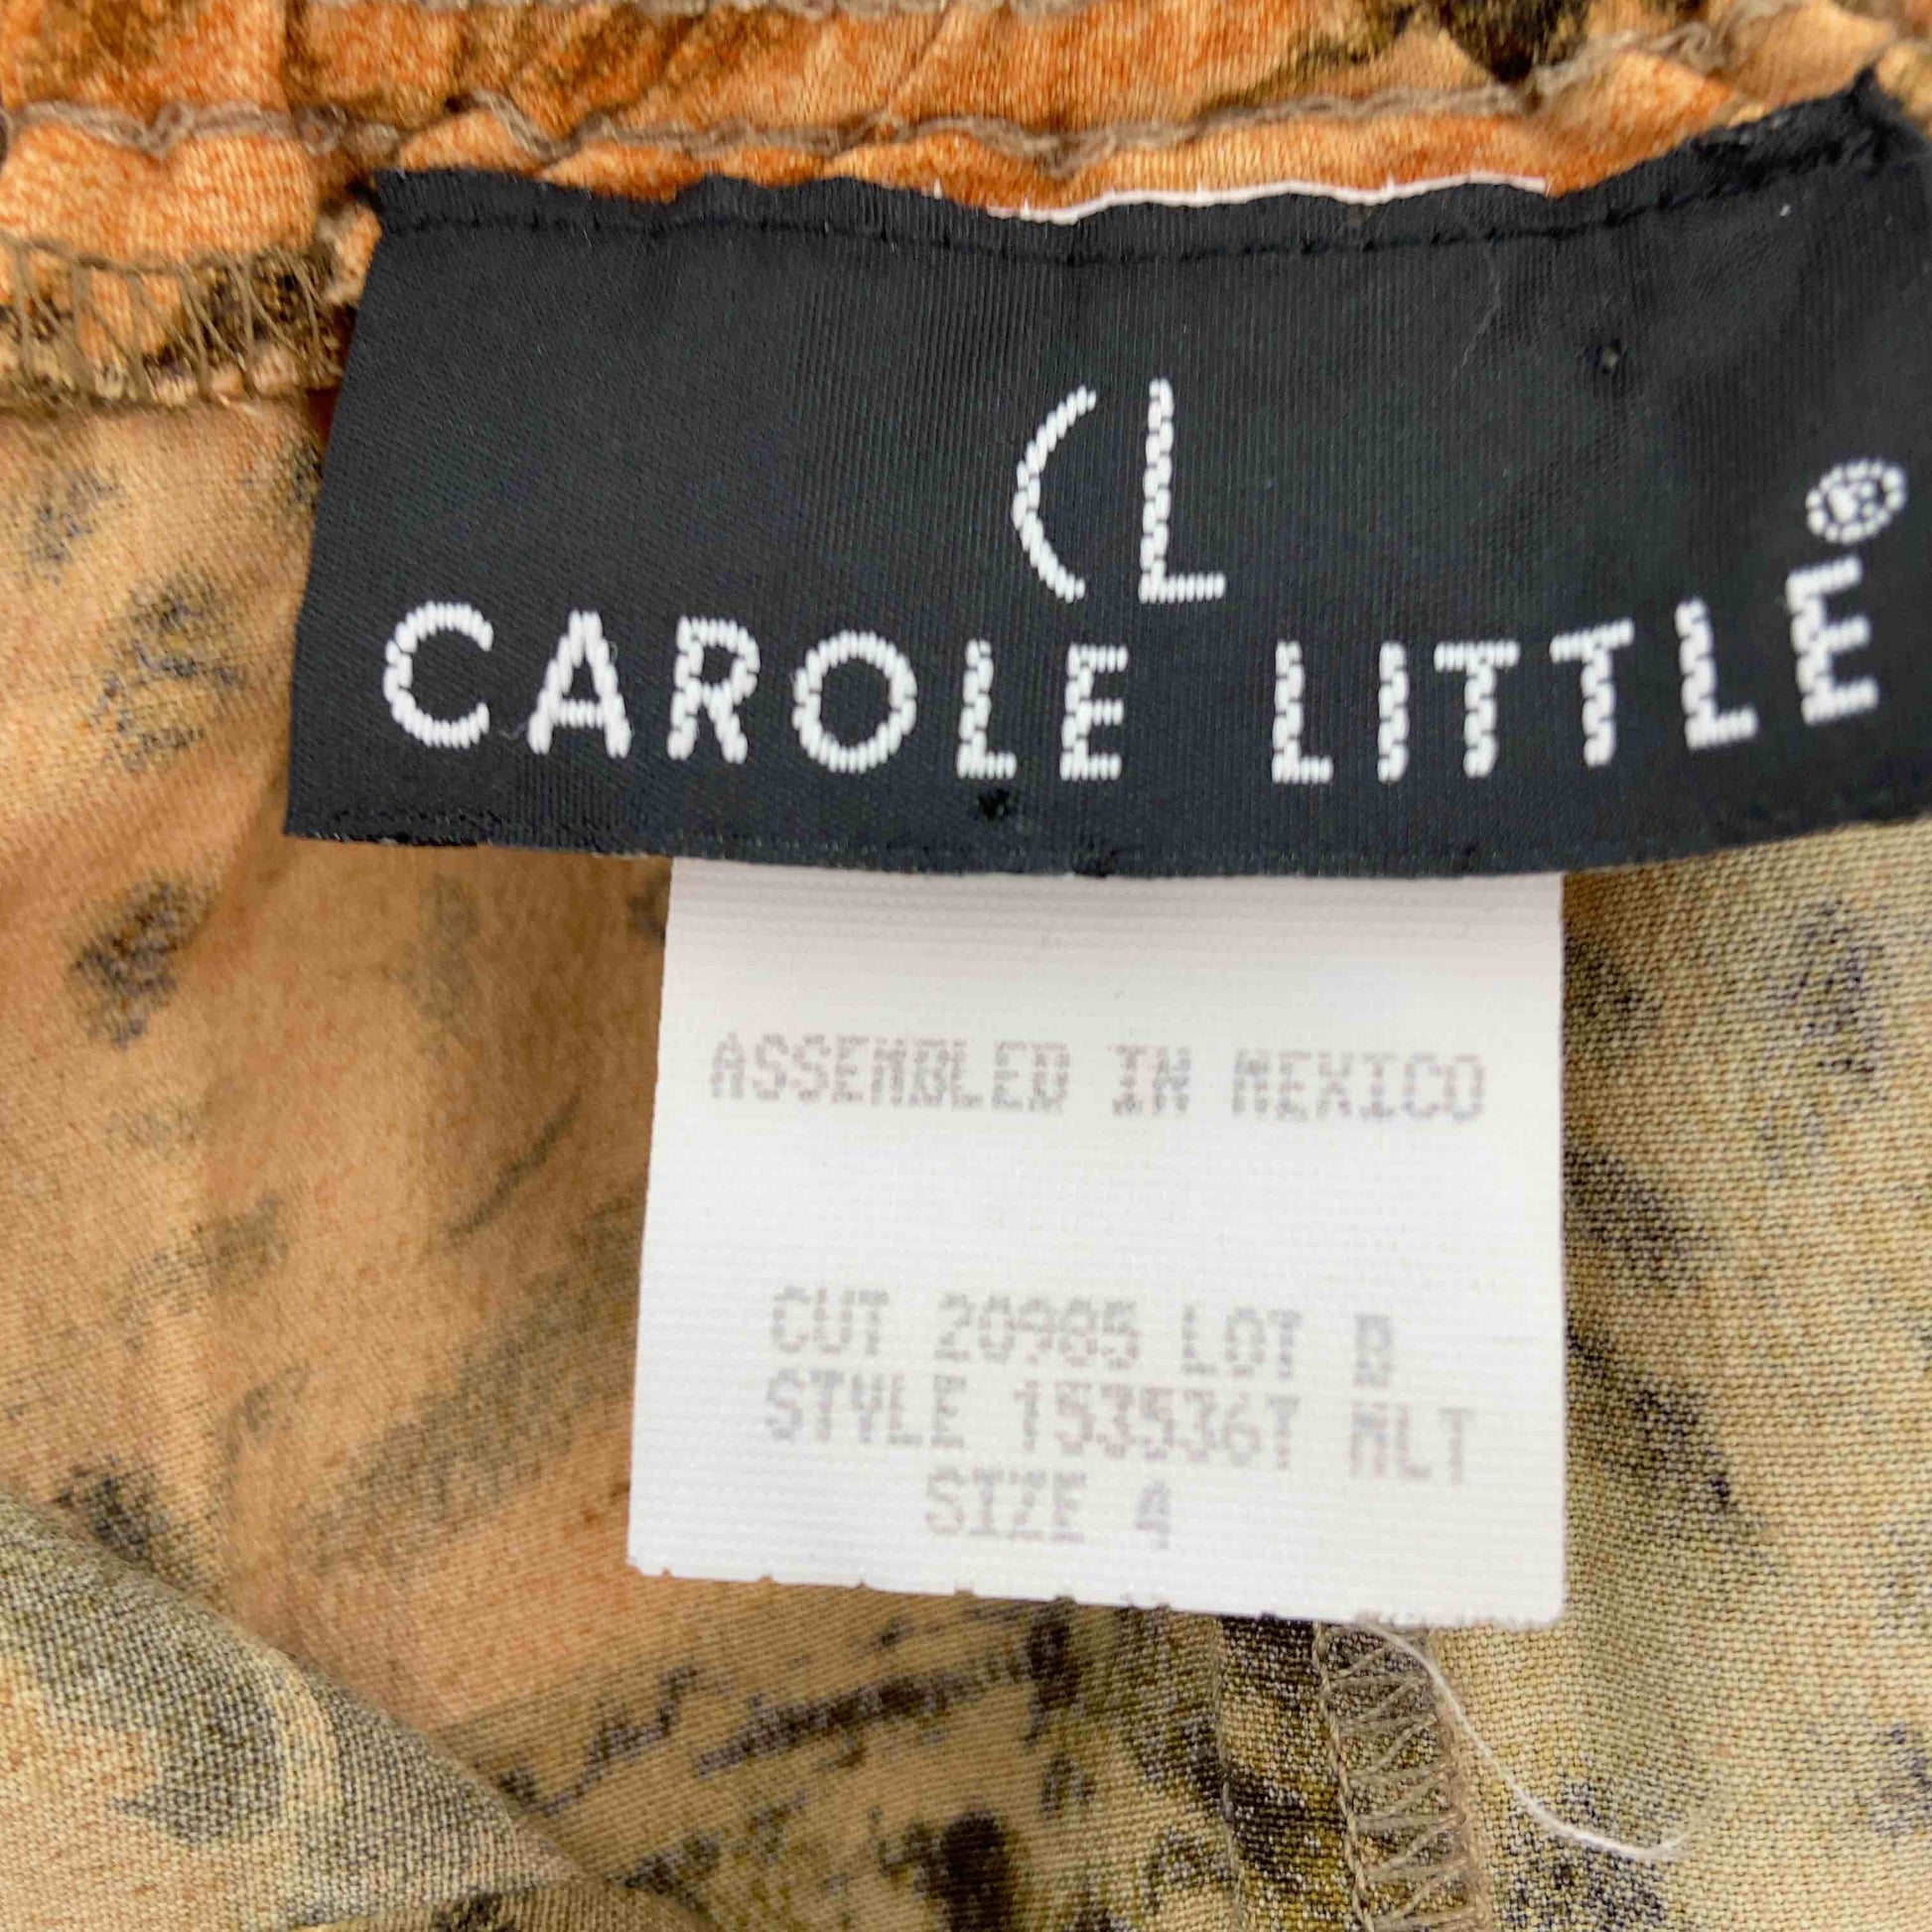 CL
CAROLE LITTLE®
ASSEMBLED IN MEXICO
CUT 20985 LOT B
STYLE 153536T MLT
SIZE 4